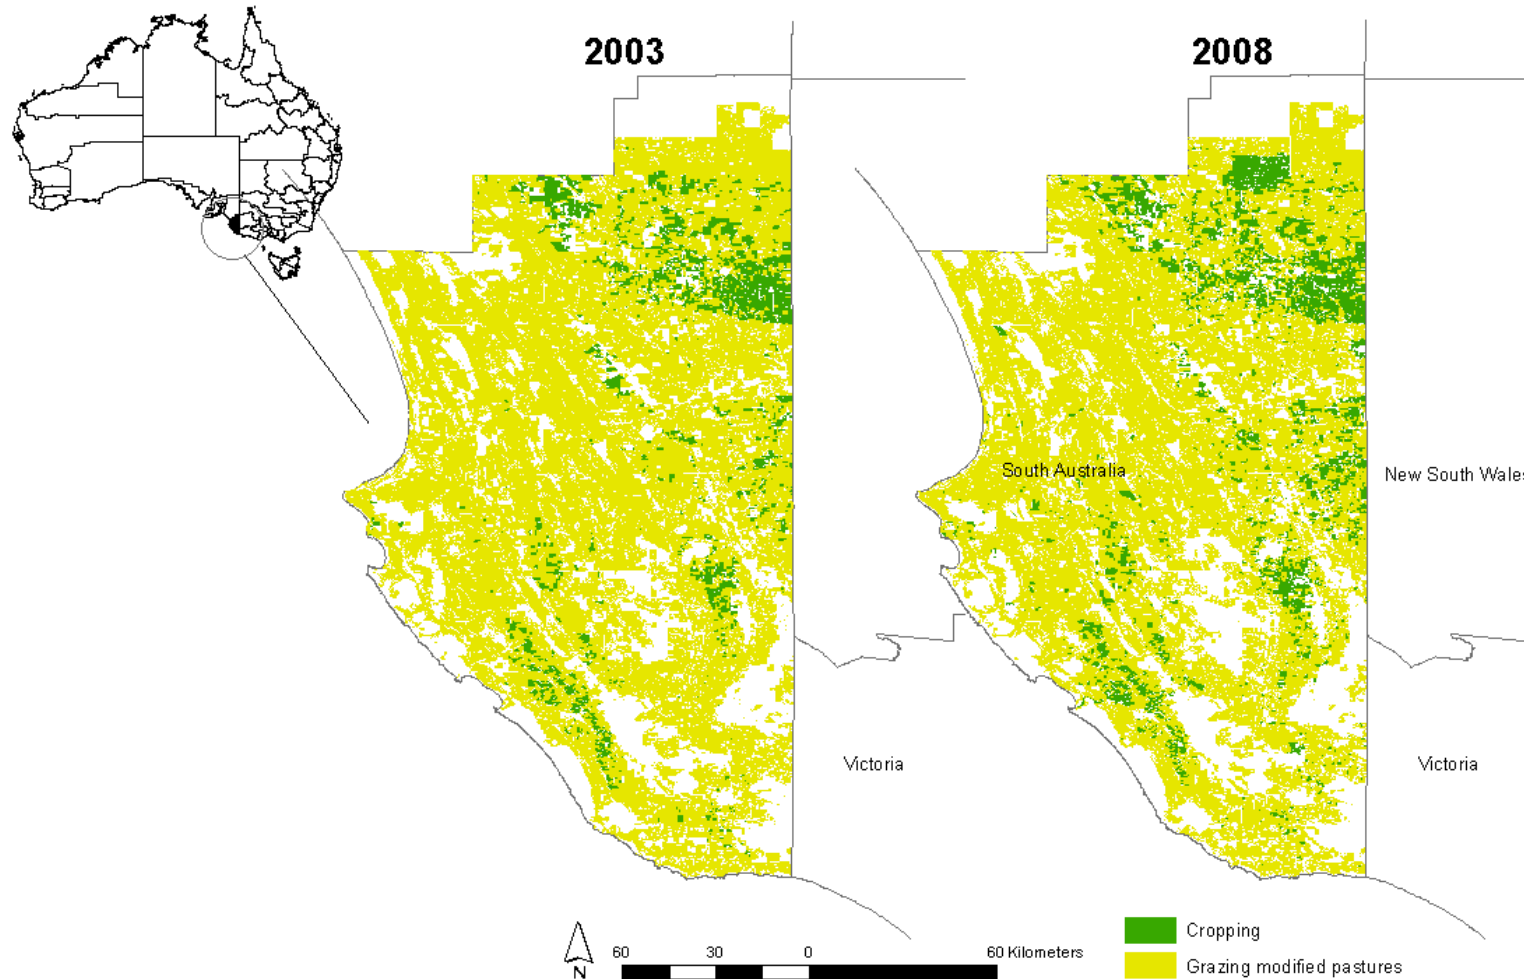 2003
2008
South Australia
New South Wales
Victoria
Victoria
60 30 0 60 Kilometers
N
Cropping
Grazing modified pastures